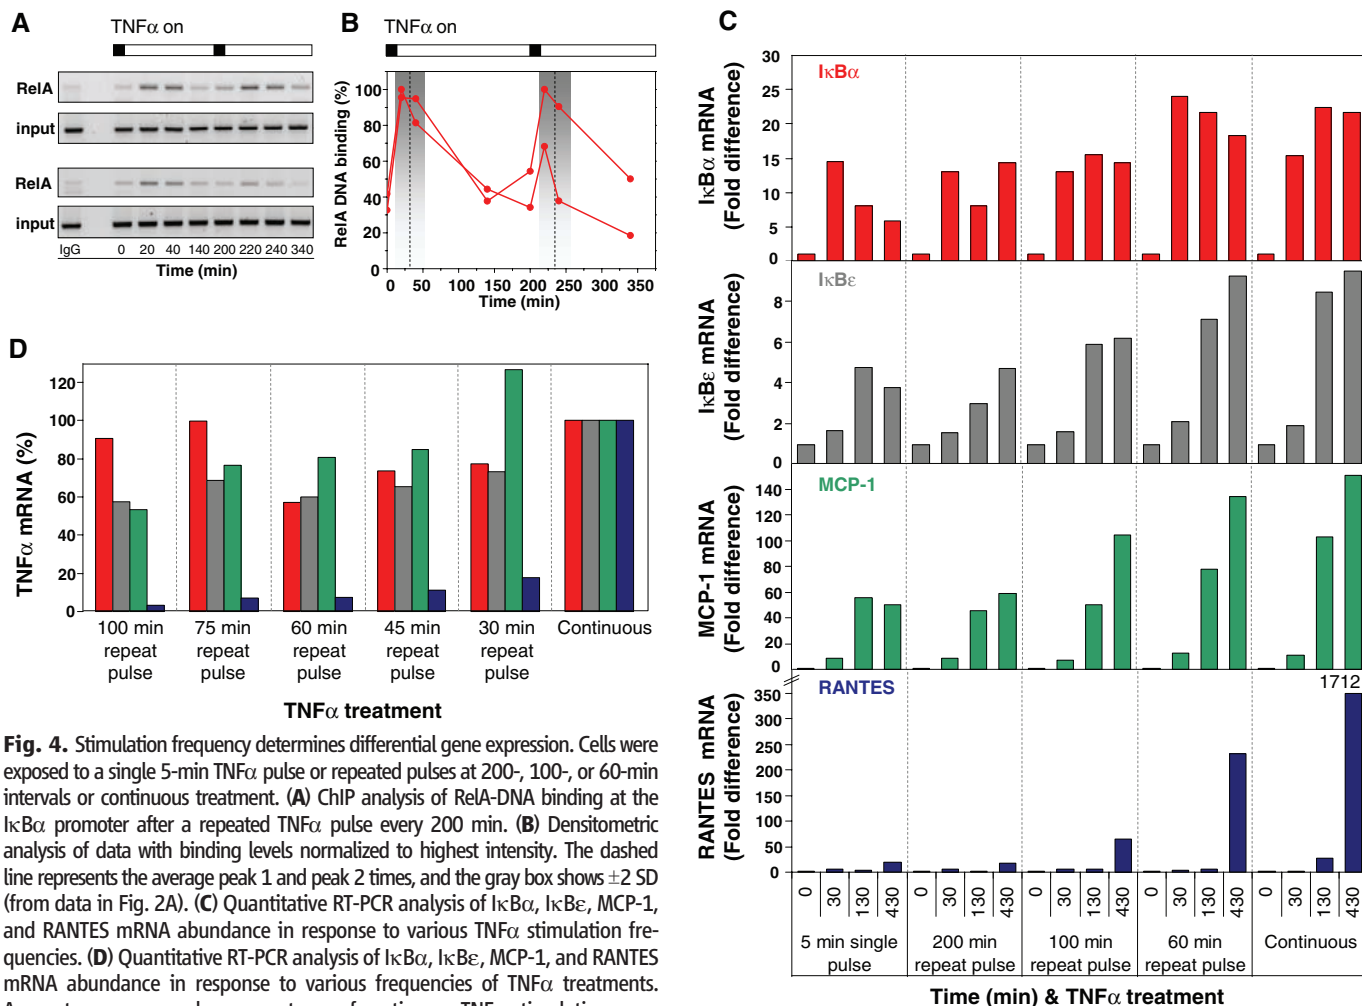 A
TNFα on
RelA
input
RelA
input
IgG 0 20 40 140 200 220 240 340
Time (min)
B
TNFα on
RelA DNA binding (%)
100
80
60
40
20
0
0 50 100 150 200 250 300 350
Time (min)
C
IκBα mRNA
(Fold difference)
30
25
20
15
10
5
0
IκBα
IκBε mRNA
(Fold difference)
8
6
4
2
0
IκBε
MCP-1 mRNA
(Fold difference)
140
120
100
80
60
40
20
0
MCP-1
RANTES mRNA
(Fold difference)
350
300
250
200
150
100
50
0
RANTES
1712
0 30 130 430 0 30 130 430 0 30 130 430 0 30 130 430 0 30 130 430
5 min single pulse
200 min repeat pulse
100 min repeat pulse
60 min repeat pulse
Continuous
Time (min) & TNFα treatment
D
TNFα mRNA (%)
120
100
80
60
40
20
0
100 min repeat pulse
75 min repeat pulse
60 min repeat pulse
45 min repeat pulse
30 min repeat pulse
Continuous
TNFα treatment
Fig. 4. Stimulation frequency determines differential gene expression. Cells were
exposed to a single 5-min TNFα pulse or repeated pulses at 200-, 100-, or 60-min
intervals or continuous treatment. (A) ChIP analysis of RelA-DNA binding at the
IκBα promoter after a repeated TNFα pulse every 200 min. (B) Densitometric
analysis of data with binding levels normalized to highest intensity. The dashed
line represents the average peak 1 and peak 2 times, and the gray box shows ±2 SD
(from data in Fig. 2A). (C) Quantitative RT-PCR analysis of IκBα, IκBε, MCP-1,
and RANTES mRNA abundance in response to various TNFα stimulation fre-
quencies. (D) Quantitative RT-PCR analysis of IκBα, IκBε, MCP-1, and RANTES
mRNA abundance in response to various frequencies of TNFα treatments.